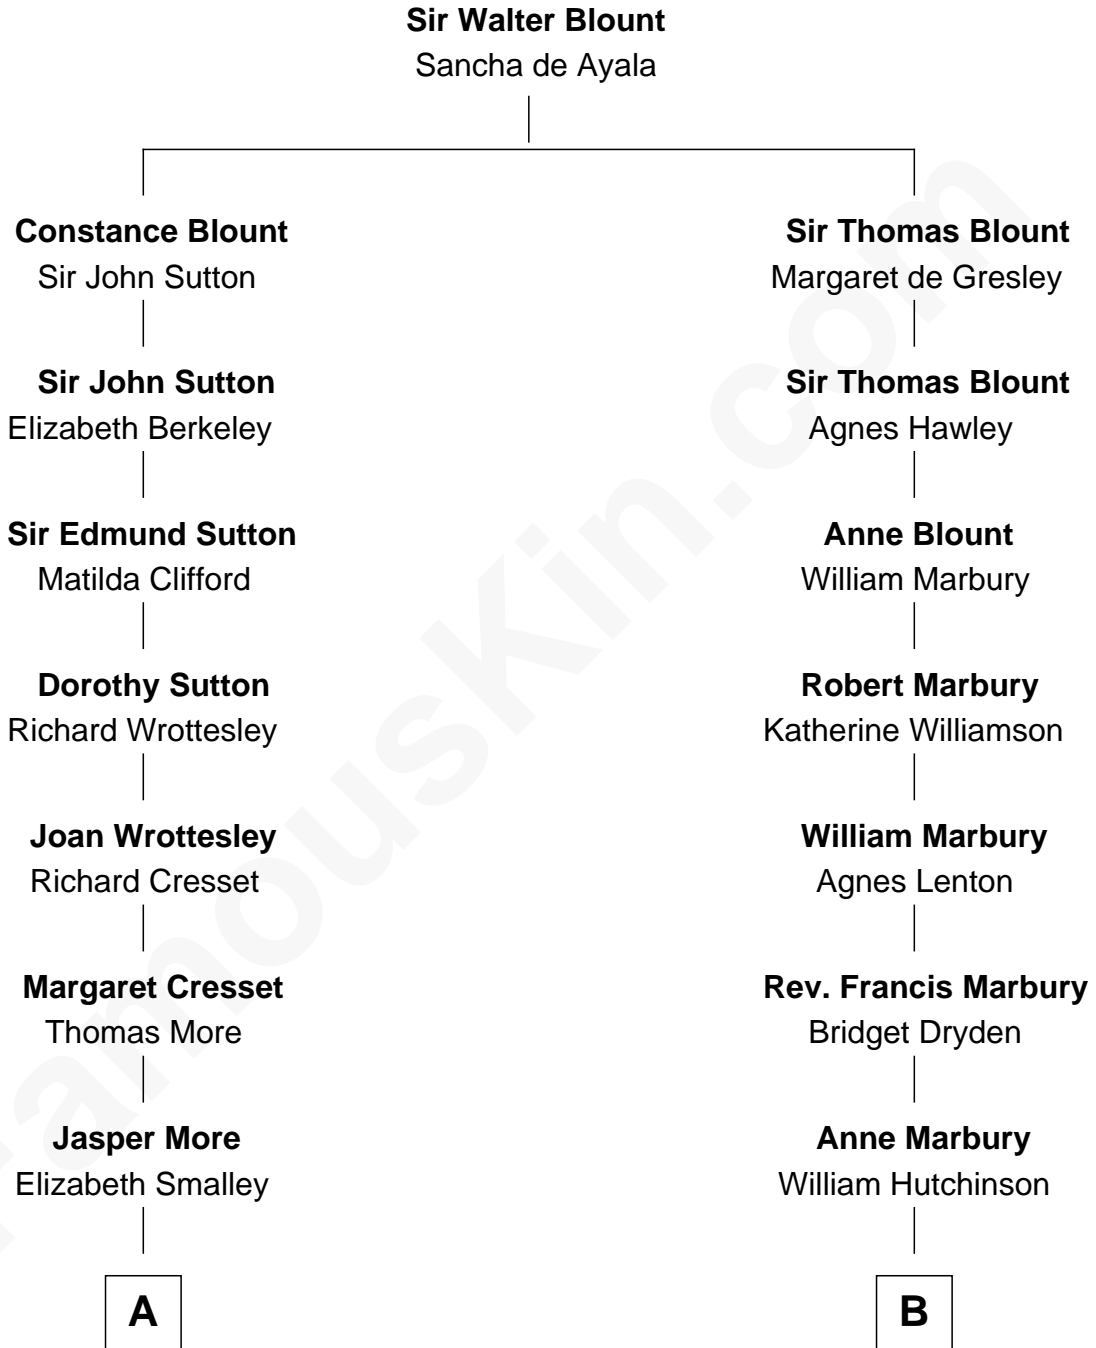 Sir Walter Blount
Sancha de Ayala
Constance Blount
Sir John Sutton
Sir John Sutton
Elizabeth Berkeley
Sir Edmund Sutton
Matilda Clifford
Dorothy Sutton
Richard Wrottesley
Joan Wrottesley
Richard Cresset
Margaret Cresset
Thomas More
Jasper More
Elizabeth Smalley
A
Sir Thomas Blount
Margaret de Gresley
Sir Thomas Blount
Agnes Hawley
Anne Blount
William Marbury
Robert Marbury
Katherine Williamson
William Marbury
Agnes Lenton
Rev. Francis Marbury
Bridget Dryden
Anne Marbury
William Hutchinson
B
FamousKin.com